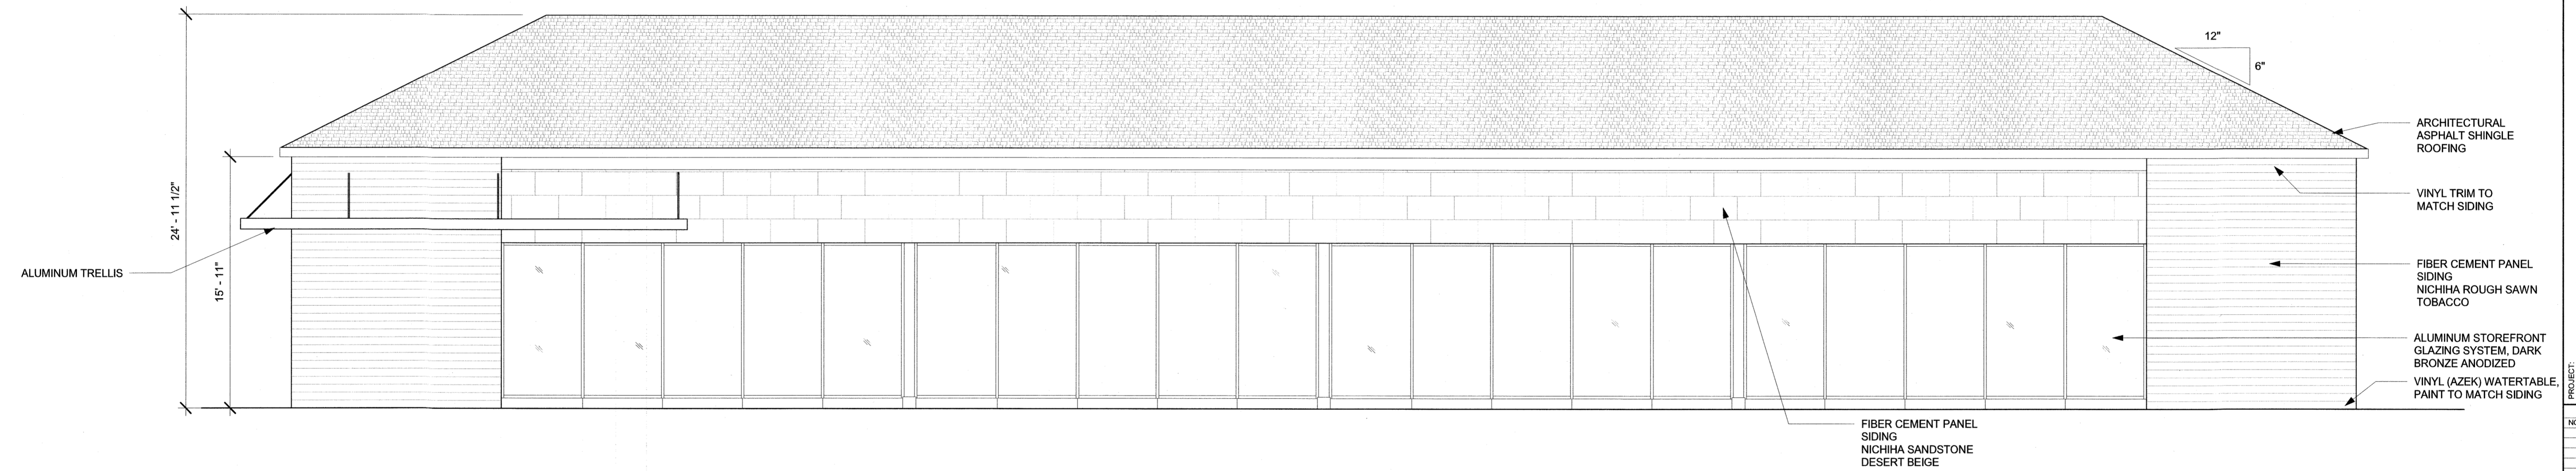 12"
6"
ARCHITECTURAL
ASPHALT SHINGLE
ROOFING
VINYL TRIM TO
MATCH SIDING
24' - 11 1/2"
15' - 11"
ALUMINUM TRELLIS
FIBER CEMENT PANEL
SIDING
NICHIHA ROUGH SAWN
TOBACCO
ALUMINUM STOREFRONT
GLAZING SYSTEM, DARK
BRONZE ANODIZED
VINYL (AZEK) WATERTABLE,
PAINT TO MATCH SIDING
FIBER CEMENT PANEL
SIDING
NICHIHA SANDSTONE
DESERT BEIGE
PROJECT: